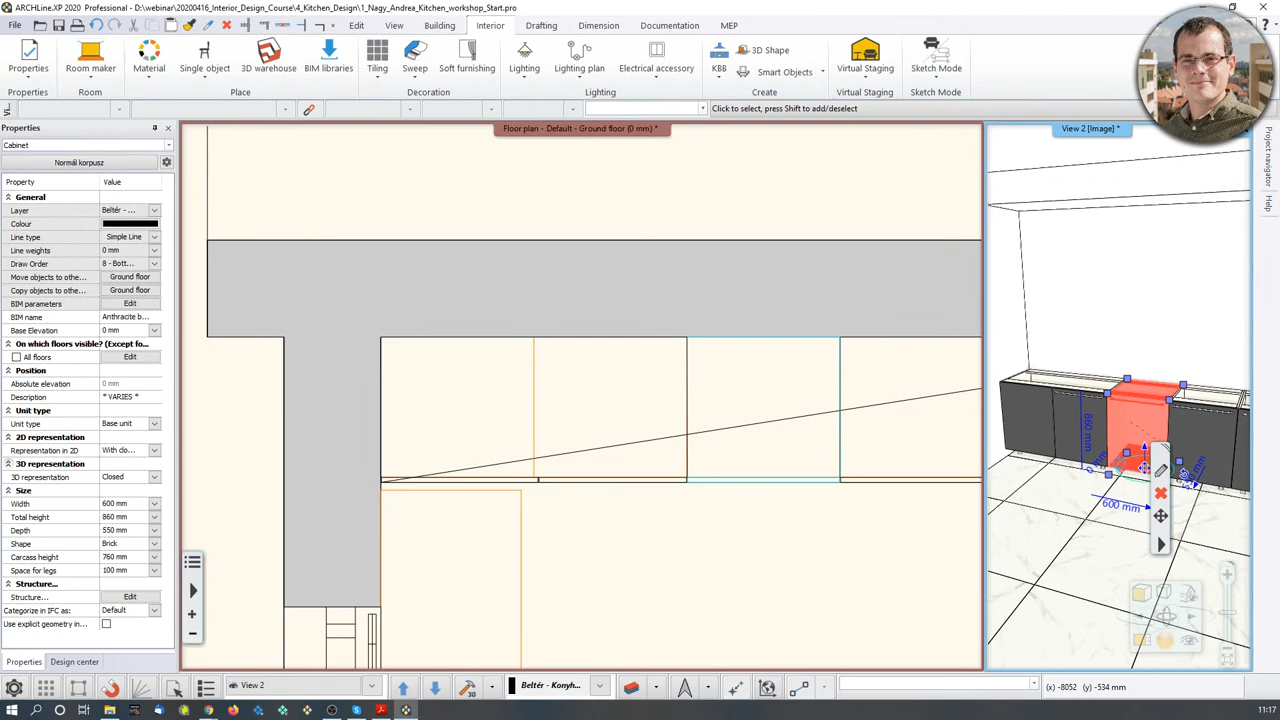 ARCHLine.XP 2020 Professional - D:\webinar\20200416_Interior_Design_Course\4_Kitchen_Design\1_Nagy_Andrea_Kitchen_workshop_Start.pro
File Edit View Building Interior Drafting Dimension Documentation MEP
Properties Room maker Material Single object 3D warehouse BIM libraries Tiling Sweep Soft furnishing Lighting Lighting plan Electrical accessory KBB 3D Shape Smart Objects Virtual Staging Sketch Mode
Properties Room Place Decoration Create Virtual Staging Sketch Mode
Click to select, press Shift to add/deselect
Properties
Floor plan - Default - Ground floor (0 mm) *
View 2 [Image] *
Project navigator
Help
Cabinet
Normál korpusz
Property Value
General
Layer Beltér - ...
Colour
Line type Simple Line
Line weights 0 mm
Draw Order 8 - Bott...
Move objects to othe... Ground floor
Copy objects to othe... Ground floor
BIM parameters Edit
BIM name Anthracite b...
Base Elevation 0 mm
On which floors visible? (Except fo...
All floors Edit
Position
Absolute elevation 0 mm
Description * VARIES *
Unit type
Unit type Base unit
2D representation
Representation in 2D With clo...
3D representation
3D representation Closed
Size
Width 600 mm
Total height 860 mm
Depth 550 mm
Shape Brick
Carcass height 760 mm
Space for legs 100 mm
Structure...
Structure... Edit
Categorize in IFC as: Default
Use explicit geometry in...
860 mm
0 mm
600 mm
Properties Design center
View 2
Beltér - Konyh...
(x) -8052 (y) -534 mm
11:17